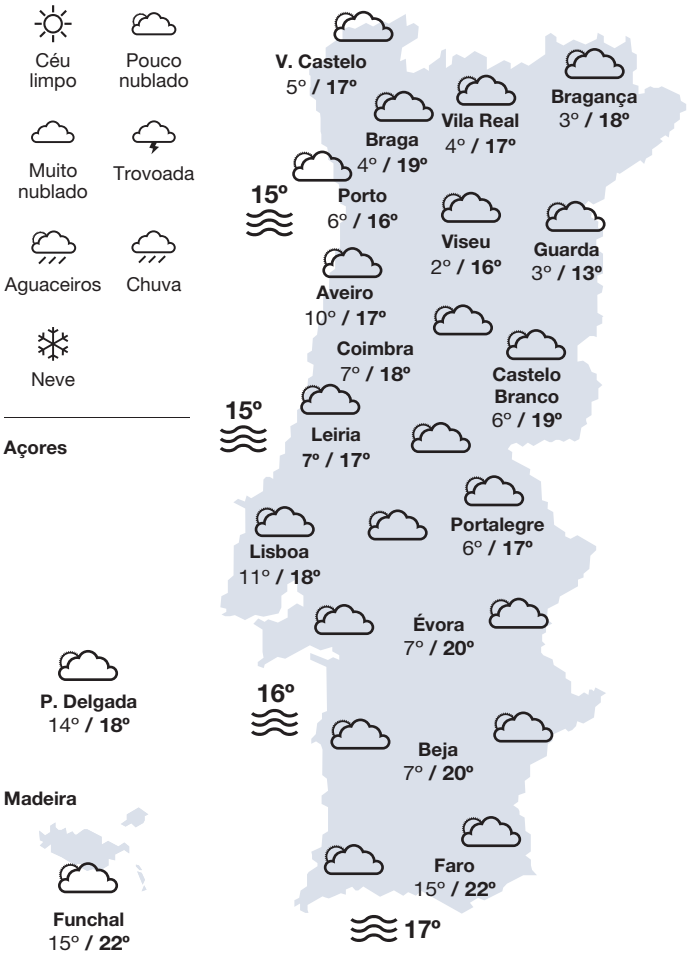 Céu
limpo
Pouco
nublado
Muito
nublado
Trovoada
Aguaceiros
Chuva
Neve
Açores
P. Delgada
14º / 18º
Madeira
Funchal
15º / 22º
V. Castelo
5º / 17º
Bragança
3º / 18º
Braga
4º / 19º
Vila Real
4º / 17º
15º
Porto
6º / 16º
Viseu
2º / 16º
Guarda
3º / 13º
Aveiro
10º / 17º
Coimbra
7º / 18º
Castelo
Branco
6º / 19º
15º
Leiria
7º / 17º
Portalegre
6º / 17º
Lisboa
11º / 18º
Évora
7º / 20º
16º
Beja
7º / 20º
Faro
15º / 22º
17º